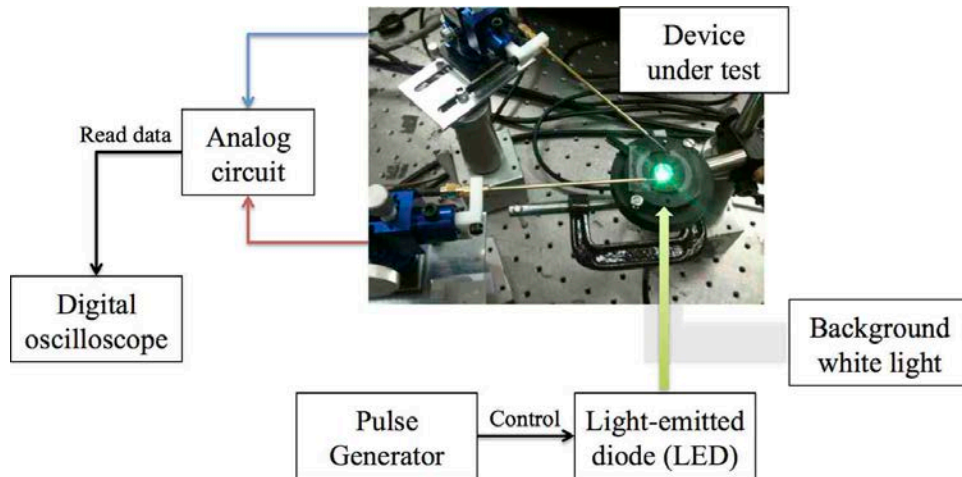 Device
under test
Read data
Analog
circuit
Digital
oscilloscope
Background
white light
Pulse
Generator
Control
Light-emitted
diode (LED)